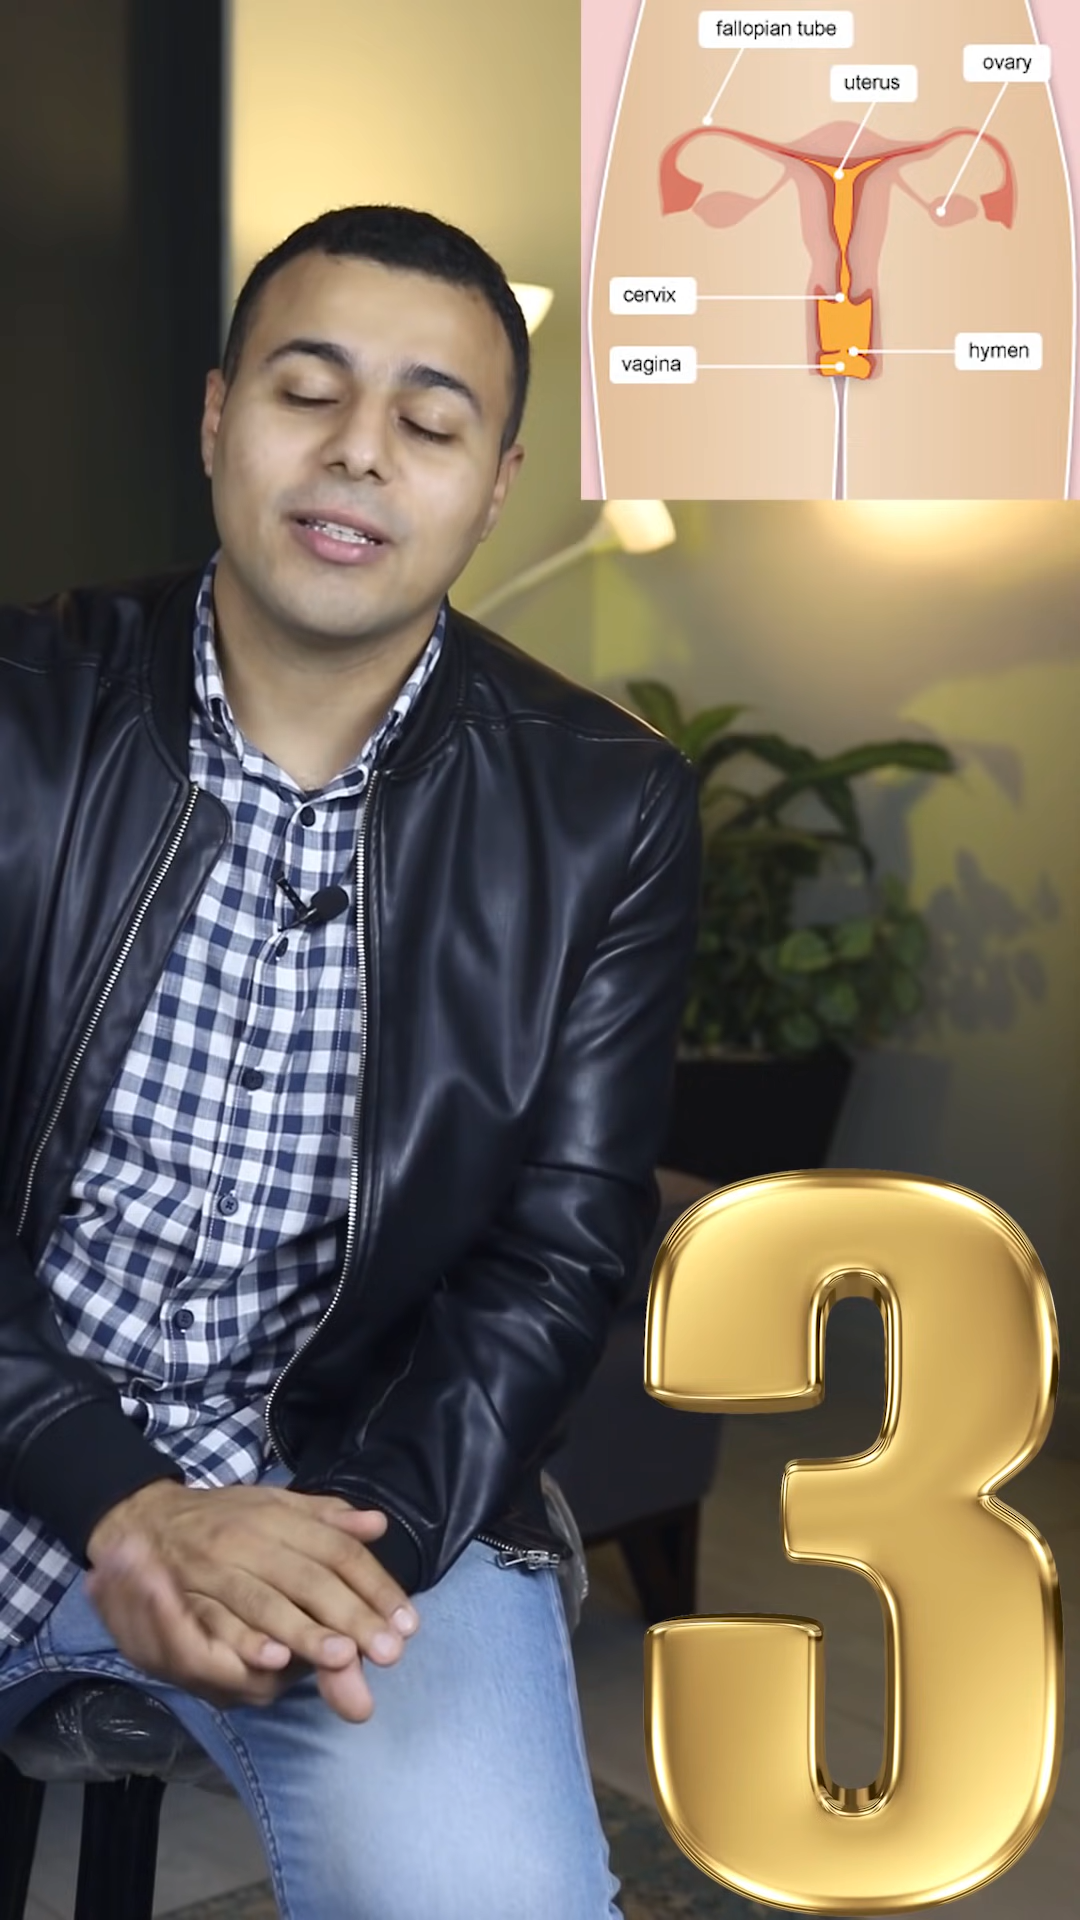 fallopian tube
ovary
uterus
cervix
hymen
vagina
3